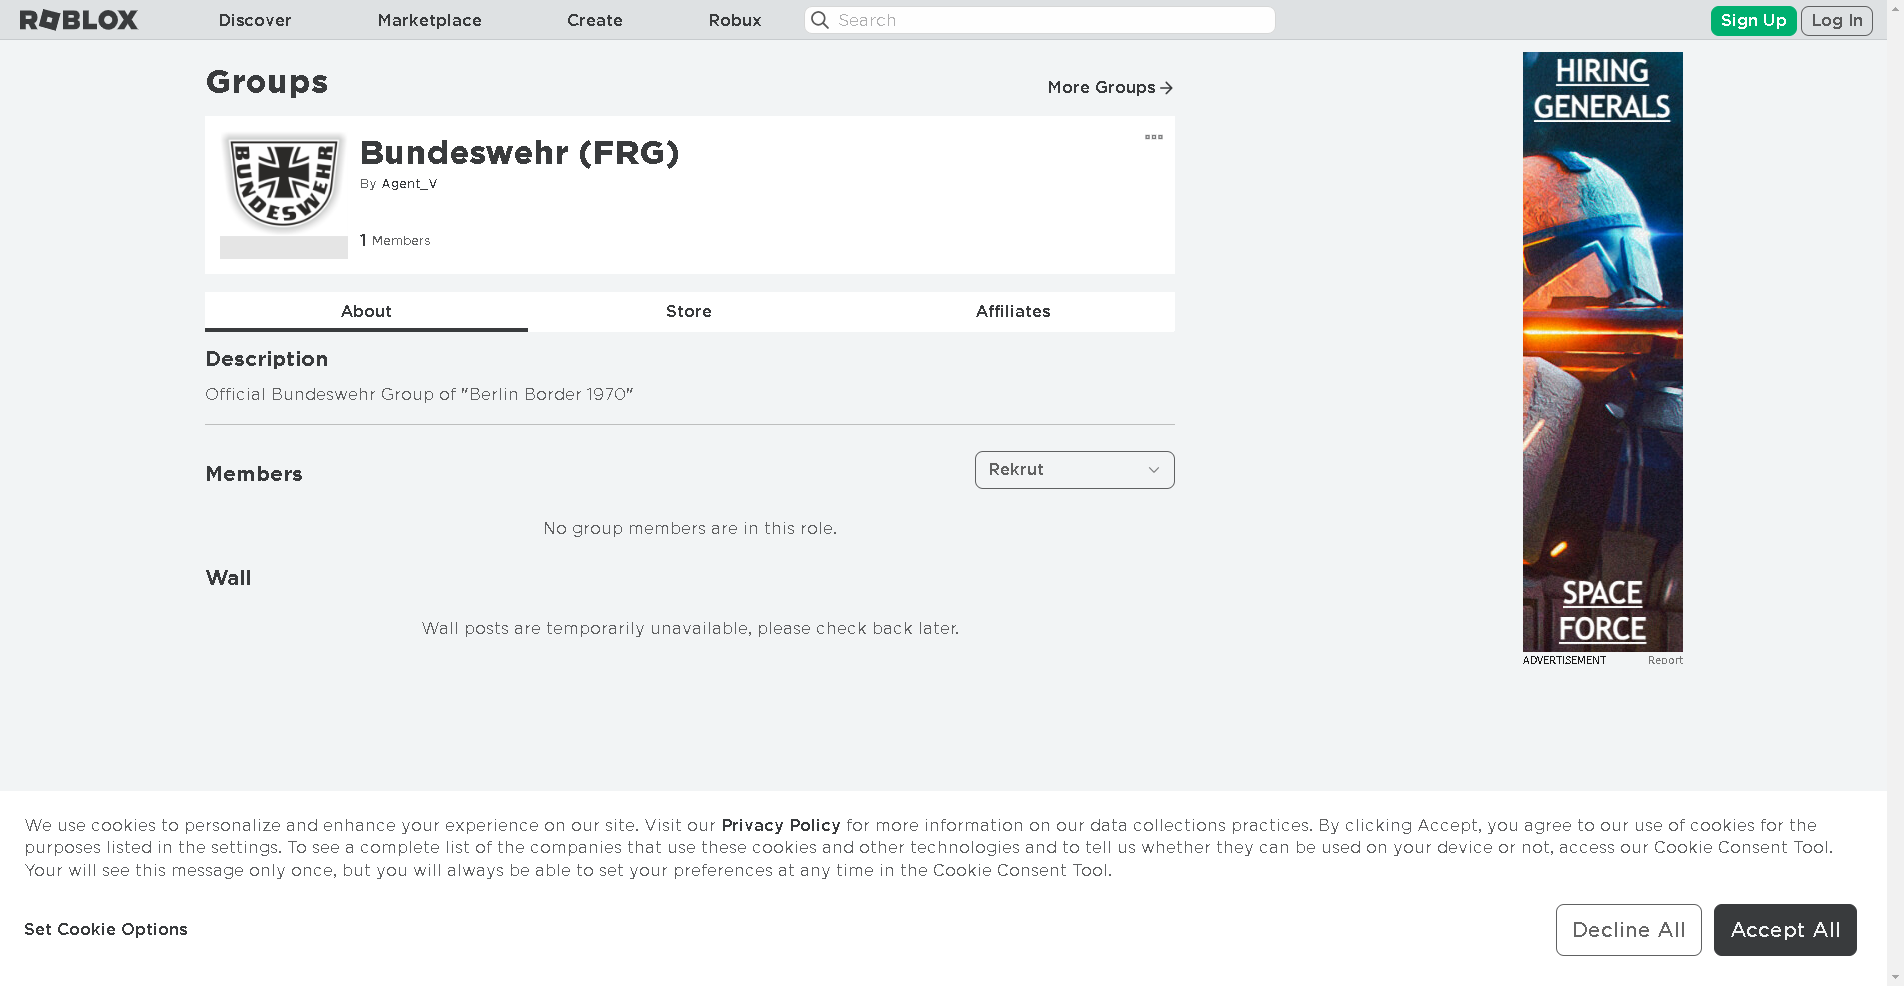 ROBLOX
Discover
Marketplace
Create
Robux
Search
Sign Up
Log In
Groups
More Groups
BUNDESWEHR
Bundeswehr (FRG)
By Agent_V
1 Members
About
Store
Affiliates
Description
Official Bundeswehr Group of "Berlin Border 1970"
Members
Rekrut
No group members are in this role.
Wall
Wall posts are temporarily unavailable, please check back later.
HIRING
GENERALS
SPACE
FORCE
ADVERTISEMENT
Report
We use cookies to personalize and enhance your experience on our site. Visit our Privacy Policy for more information on our data collections practices. By clicking Accept, you agree to our use of cookies for the
purposes listed in the settings. To see a complete list of the companies that use these cookies and other technologies and to tell us whether they can be used on your device or not, access our Cookie Consent Tool.
Your will see this message only once, but you will always be able to set your preferences at any time in the Cookie Consent Tool.
Set Cookie Options
Decline All
Accept All